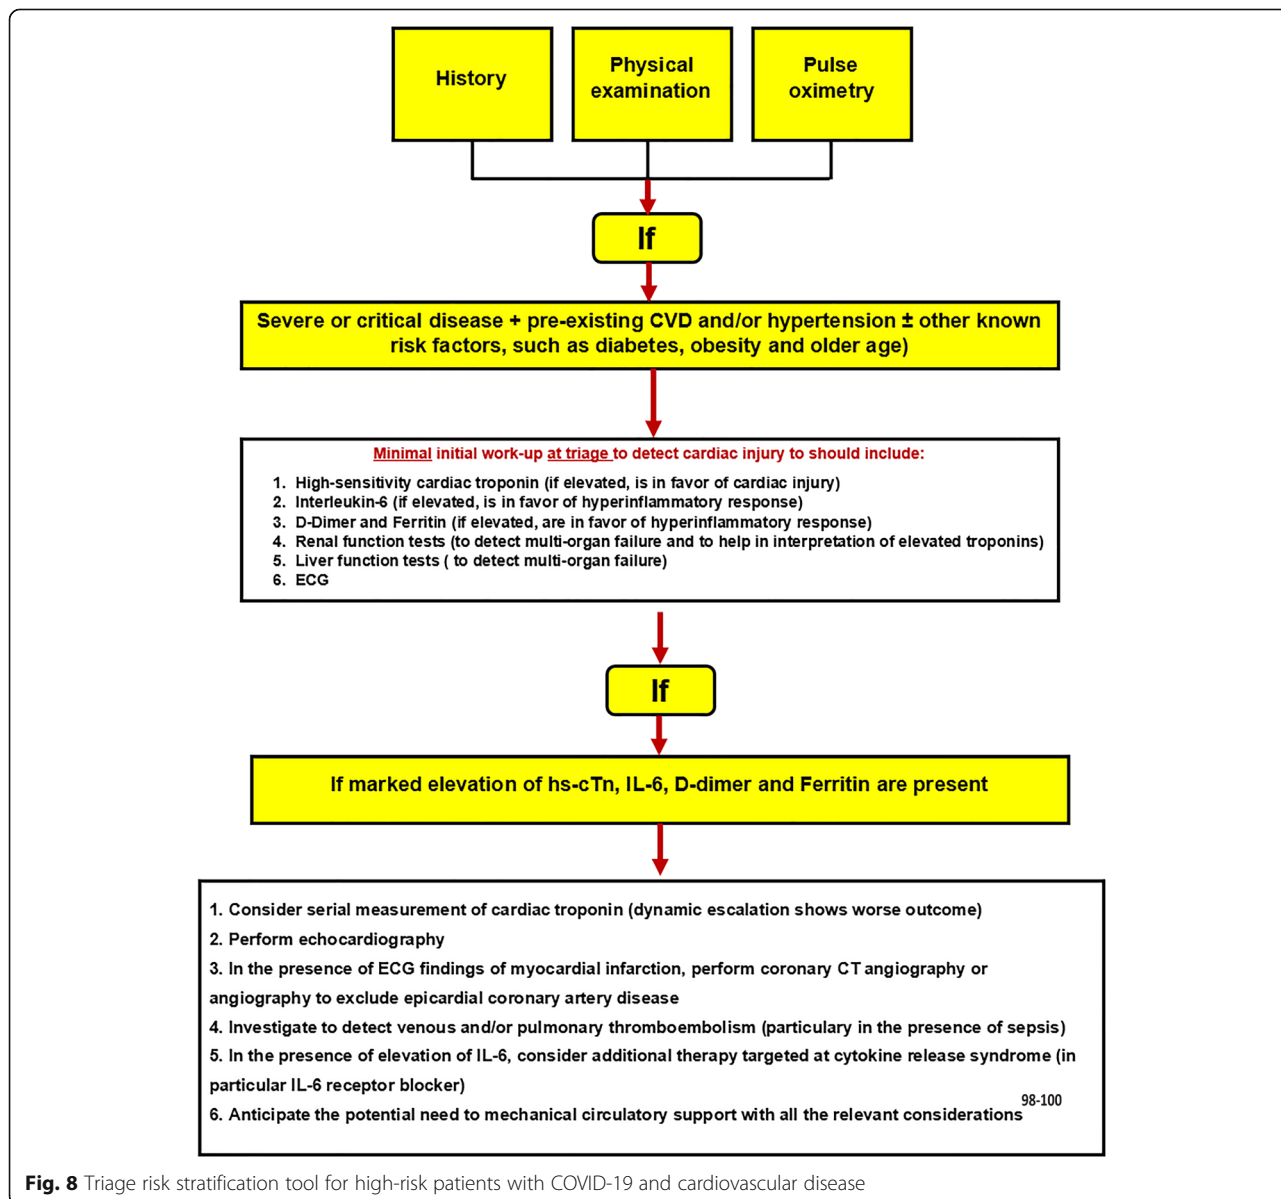 History
Physical
examination
Pulse
oximetry
If
Severe or critical disease + pre-existing CVD and/or hypertension ± other known
risk factors, such as diabetes, obesity and older age)
Minimal initial work-up at triage to detect cardiac injury to should include:
1. High-sensitivity cardiac troponin (if elevated, is in favor of cardiac injury)
2. Interleukin-6 (if elevated, is in favor of hyperinflammatory response)
3. D-Dimer and Ferritin (if elevated, are in favor of hyperinflammatory response)
4. Renal function tests (to detect multi-organ failure and to help in interpretation of elevated troponins)
5. Liver function tests ( to detect multi-organ failure)
6. ECG
If
If marked elevation of hs-cTn, IL-6, D-dimer and Ferritin are present
1. Consider serial measurement of cardiac troponin (dynamic escalation shows worse outcome)
2. Perform echocardiography
3. In the presence of ECG findings of myocardial infarction, perform coronary CT angiography or
angiography to exclude epicardial coronary artery disease
4. Investigate to detect venous and/or pulmonary thromboembolism (particulary in the presence of sepsis)
5. In the presence of elevation of IL-6, consider additional therapy targeted at cytokine release syndrome (in
particular IL-6 receptor blocker)
6. Anticipate the potential need to mechanical circulatory support with all the relevant considerations 98-100
Fig. 8 Triage risk stratification tool for high-risk patients with COVID-19 and cardiovascular disease